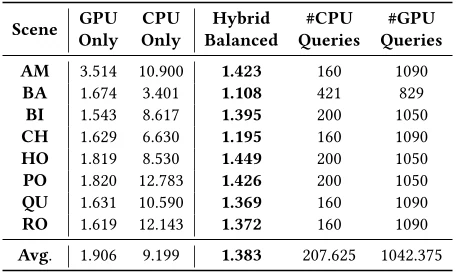 Scene GPU Only CPU Only Hybrid Balanced #CPU Queries #GPU Queries
AM 3.514 10.900 1.423 160 1090
BA 1.674 3.401 1.108 421 829
BI 1.543 8.617 1.395 200 1050
CH 1.629 6.630 1.195 160 1090
HO 1.819 8.530 1.449 200 1050
PO 1.820 12.783 1.426 200 1050
QU 1.631 10.590 1.369 160 1090
RO 1.619 12.143 1.372 160 1090
Avg. 1.906 9.199 1.383 207.625 1042.375